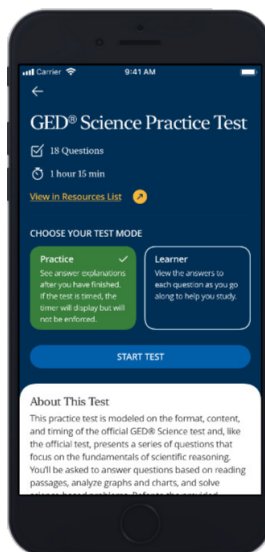 Carrier 9:41 AM
GED® Science Practice Test
18 Questions
1 hour 15 min
View in Resources List
CHOOSE YOUR TEST MODE
Practice
See answer explanations
after you have finished.
If the test is timed, the
timer will display but will
not be enforced.
Learner
View the answers to
each question as you go
along to help you study.
START TEST
About This Test
This practice test is modeled on the format, content,
and timing of the official GED® Science test and, like
the official test, presents a series of questions that
focus on the fundamentals of scientific reasoning.
You'll be asked to answer questions based on reading
passages, analyze graphs and charts, and solve